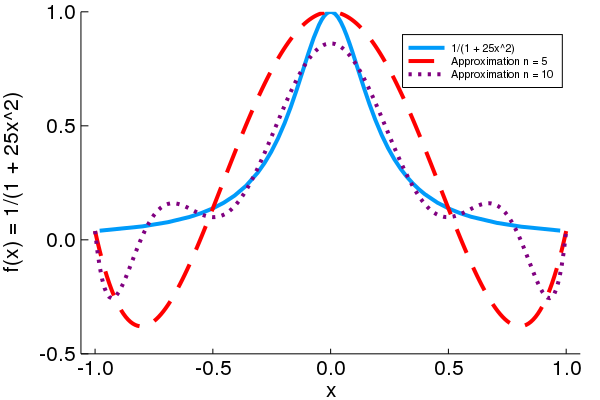 1/(1 + 25x^2)
Approximation n = 5
Approximation n = 10
f(x) = 1/(1 + 25x^2)
1.0
0.5
0.0
-0.5
-1.0 -0.5 0.0 0.5 1.0
x